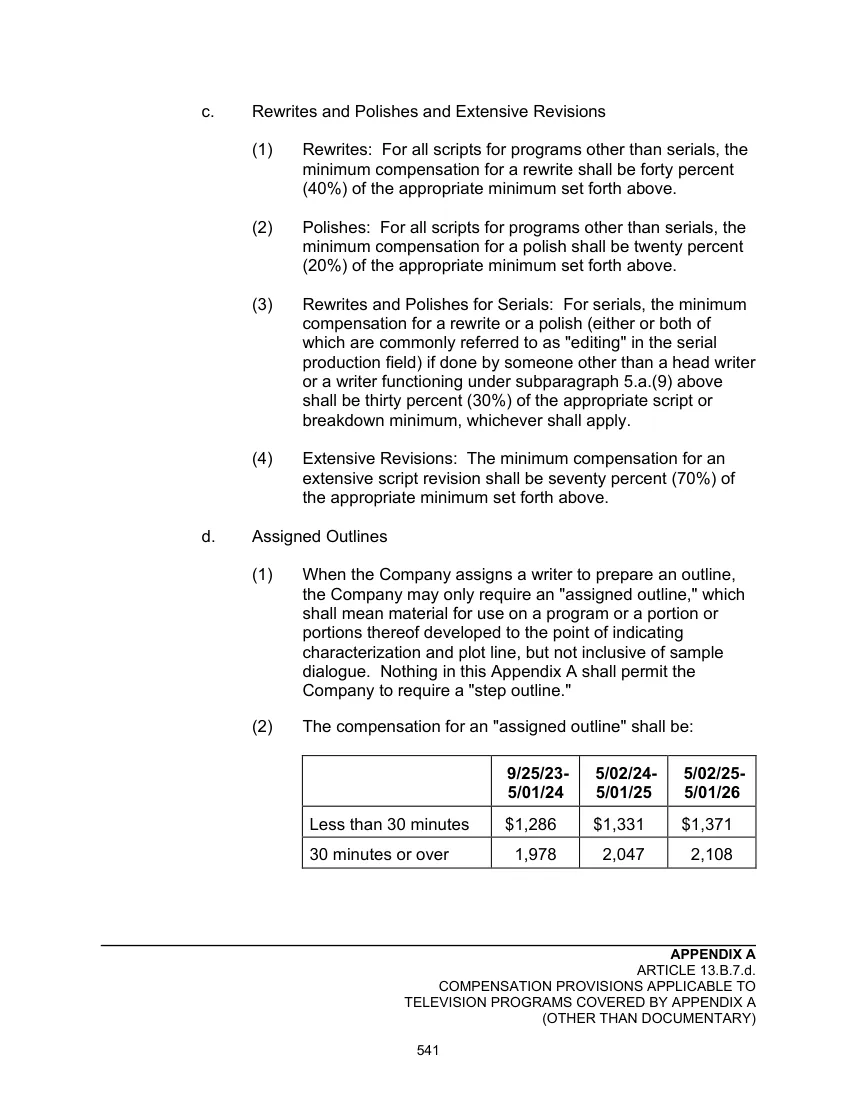 c. Rewrites and Polishes and Extensive Revisions
(1) Rewrites: For all scripts for programs other than serials, the
minimum compensation for a rewrite shall be forty percent
(40%) of the appropriate minimum set forth above.
(2) Polishes: For all scripts for programs other than serials, the
minimum compensation for a polish shall be twenty percent
(20%) of the appropriate minimum set forth above.
(3) Rewrites and Polishes for Serials: For serials, the minimum
compensation for a rewrite or a polish (either or both of
which are commonly referred to as "editing" in the serial
production field) if done by someone other than a head writer
or a writer functioning under subparagraph 5.a.(9) above
shall be thirty percent (30%) of the appropriate script or
breakdown minimum, whichever shall apply.
(4) Extensive Revisions: The minimum compensation for an
extensive script revision shall be seventy percent (70%) of
the appropriate minimum set forth above.
d. Assigned Outlines
(1) When the Company assigns a writer to prepare an outline,
the Company may only require an "assigned outline," which
shall mean material for use on a program or a portion or
portions thereof developed to the point of indicating
characterization and plot line, but not inclusive of sample
dialogue. Nothing in this Appendix A shall permit the
Company to require a "step outline."
(2) The compensation for an "assigned outline" shall be:
9/25/23- 5/02/24- 5/02/25-
5/01/24 5/01/25 5/01/26
Less than 30 minutes $1,286 $1,331 $1,371
30 minutes or over 1,978 2,047 2,108
APPENDIX A
ARTICLE 13.B.7.d.
COMPENSATION PROVISIONS APPLICABLE TO
TELEVISION PROGRAMS COVERED BY APPENDIX A
(OTHER THAN DOCUMENTARY)
541